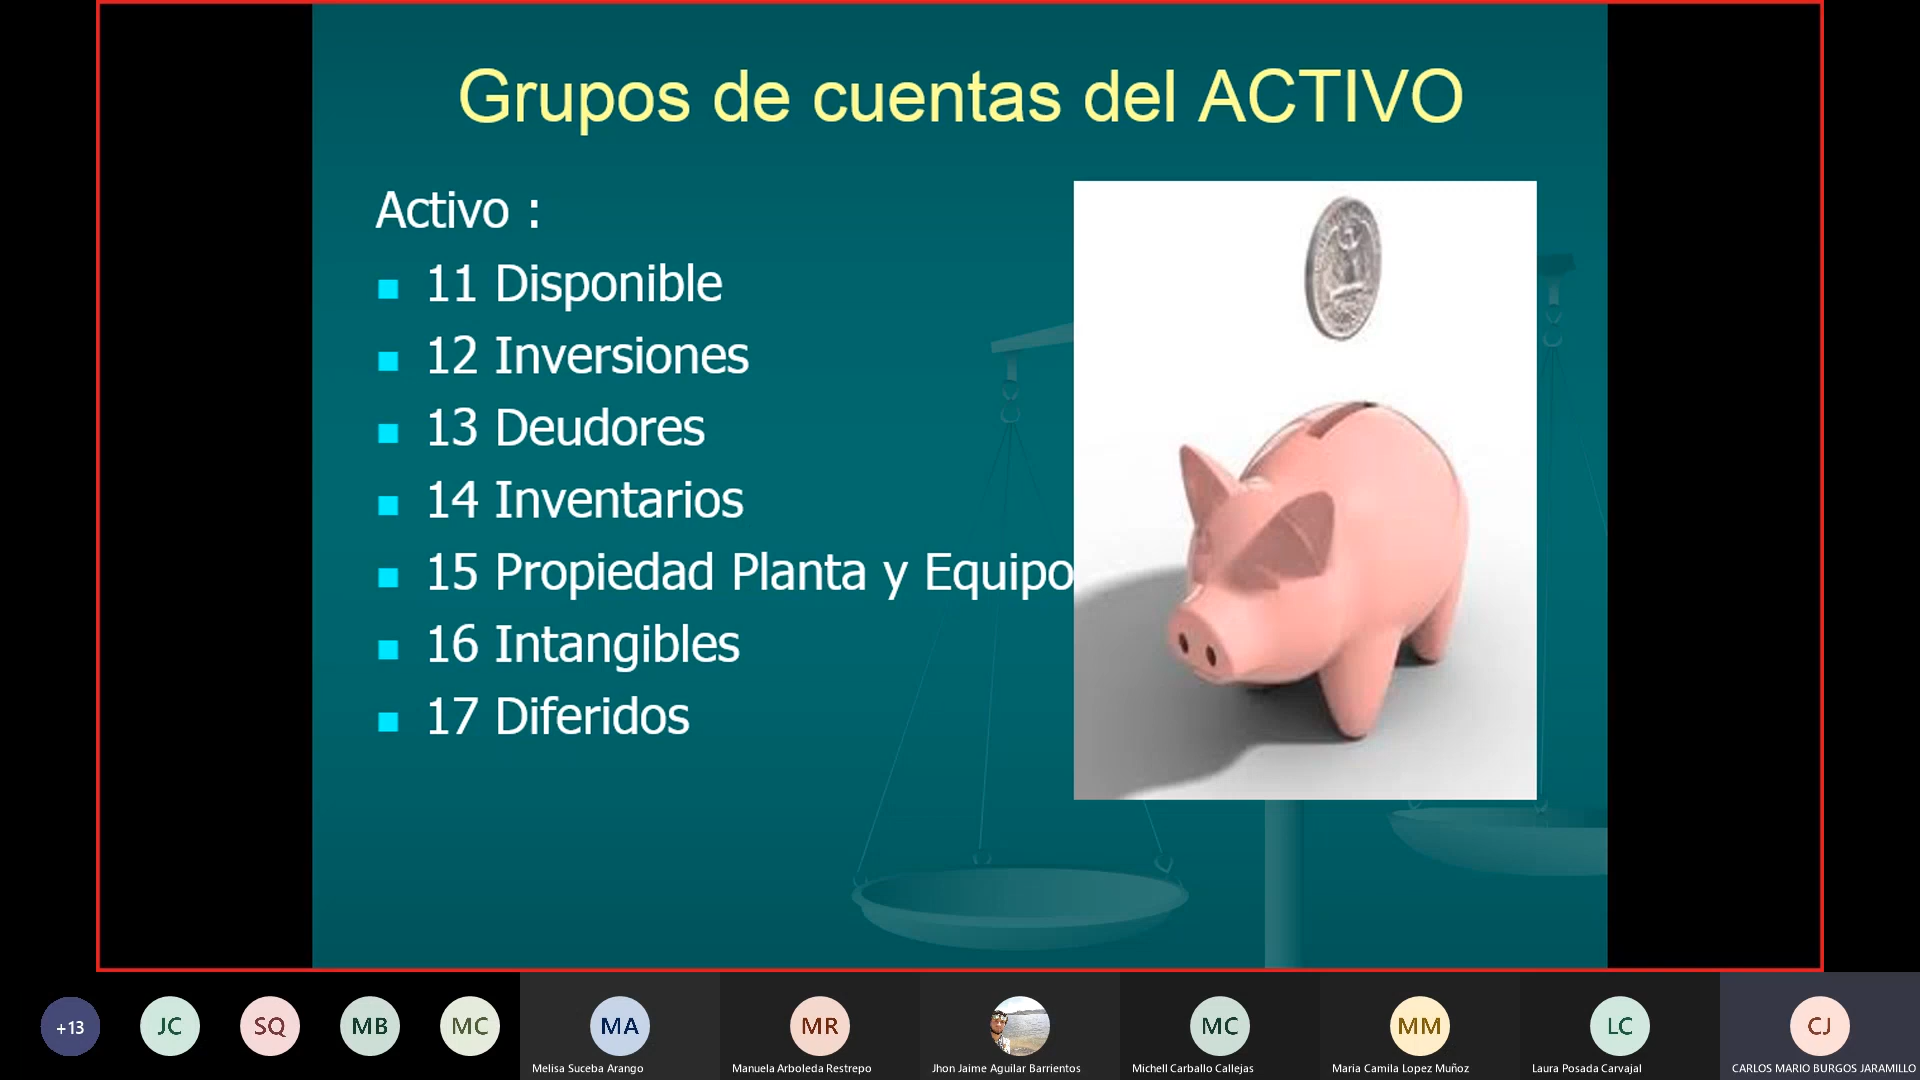 Grupos de cuentas del ACTIVO
Activo :
11 Disponible
12 Inversiones
13 Deudores
14 Inventarios
15 Propiedad Planta y Equipo
16 Intangibles
17 Diferidos
+13
JC
SQ
MB
MC
MA
MR
MC
MM
LC
CJ
Melisa Suceba Arango
Manuela Arboleda Restrepo
Jhon Jaime Aguilar Barrientos
Michell Carballo Callejas
Maria Camila Lopez Muñoz
Laura Posada Carvajal
CARLOS MARIO BURGOS JARAMILLO